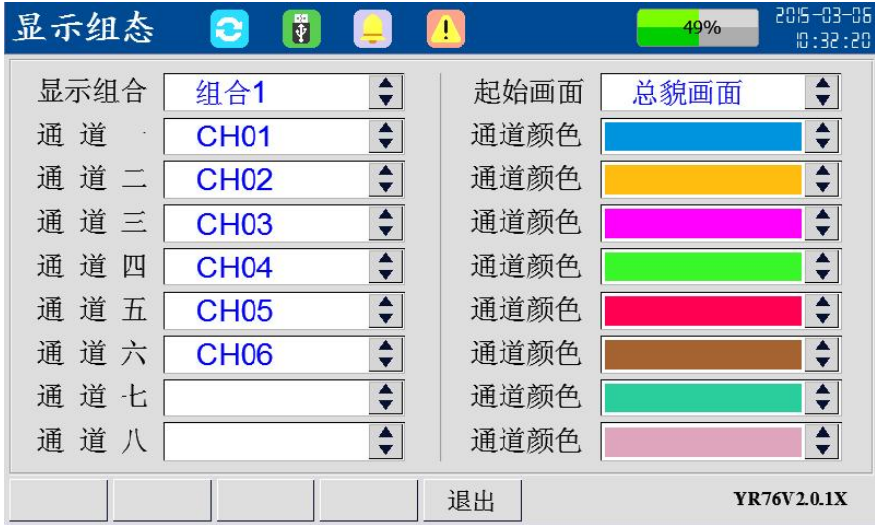 显示组态 49% 2015-03-06
10:32:20
显示组合 组合1 起始画面 总貌画面
通道一 CH01 通道颜色
通道二 CH02 通道颜色
通道三 CH03 通道颜色
通道四 CH04 通道颜色
通道五 CH05 通道颜色
通道六 CH06 通道颜色
通道七 通道颜色
通道八 通道颜色
退出 YR76V2.0.1X